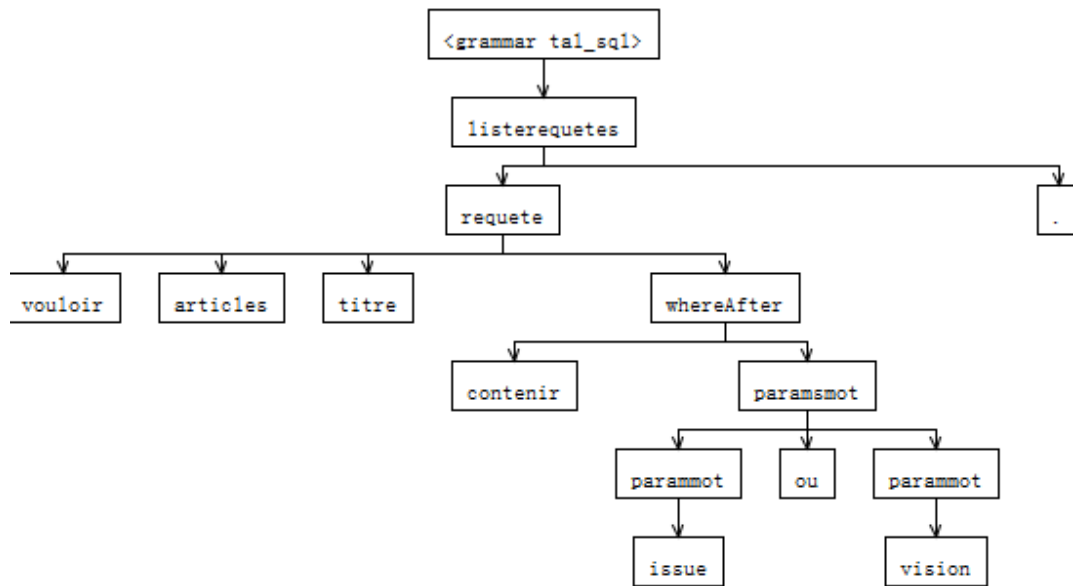 <grammar tal_sql>
listerequetes
requete
.
vouloir
articles
titre
whereAfter
contenir
paramsmot
parammot
ou
parammot
issue
vision